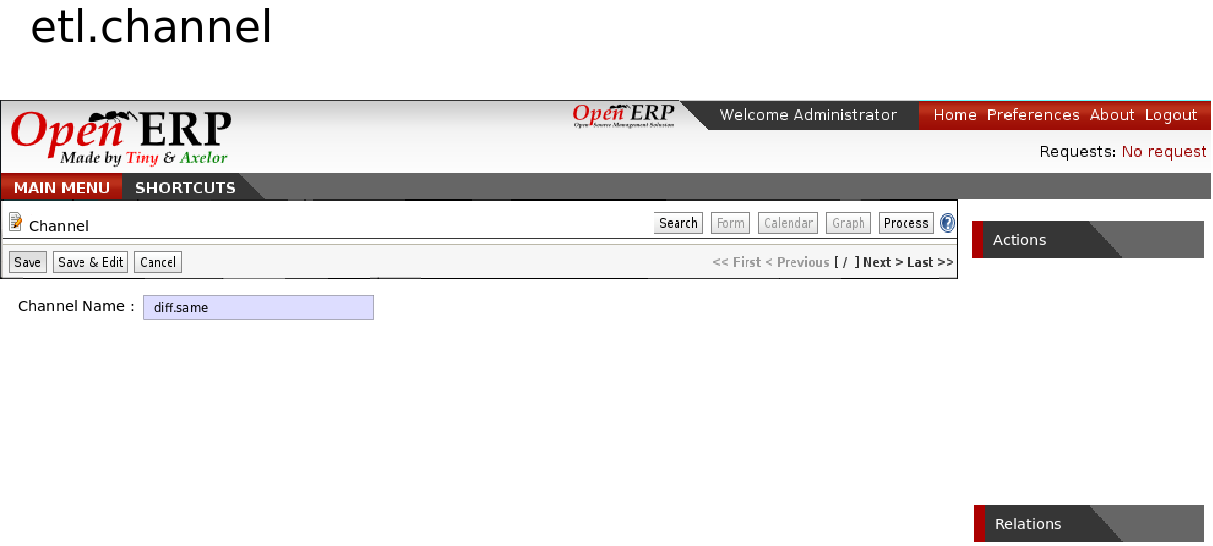 etl.channel
Open ERP
Made by Tiny & Axelor
Open ERP
Open Source Management Solution
Welcome Administrator
Home Preferences About Logout
Requests: No request
MAIN MENU SHORTCUTS
Channel
Search Form Calendar Graph Process ?
Actions
Save Save & Edit Cancel
<< First < Previous [ / ] Next > Last >>
Channel Name : diff.same
Relations